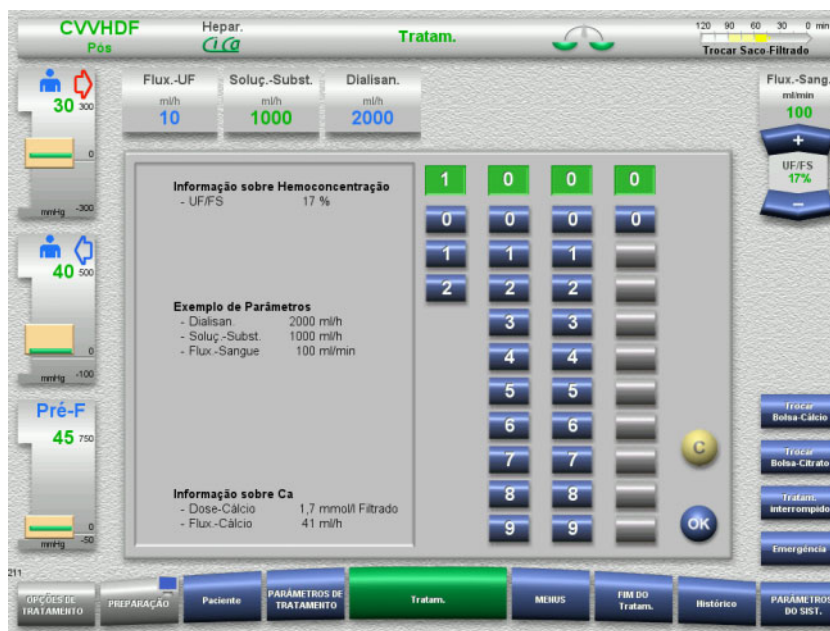 CVVHDF
Pós
Hepar.
CiCa
Tratam.
120 90 60 30 0 min
Trocar Saco-Filtrado
30 300
0
mmHg -300
40 500
0
mmHg -100
Pré-F
45 750
0
mmHg -50
Flux.-UF
ml/h
10
Soluç.-Subst.
ml/h
1000
Dialisan.
ml/h
2000
Flux.-Sang.
ml/min
100
+
UF/FS
17%
−
Informação sobre Hemoconcentração
- UF/FS 17 %
Exemplo de Parâmetros
- Dialisan. 2000 ml/h
- Soluç.-Subst. 1000 ml/h
- Flux.-Sangue 100 ml/min
Informação sobre Ca
- Dose-Cálcio 1,7 mmol/l Filtrado
- Flux.-Cálcio 41 ml/h
1 0 0 0
0 0 0 0
1 1 1
2 2 2
3 3
4 4
5 5
6 6
7 7
8 8
9 9
C
OK
Trocar
Bolsa-Cálcio
Trocar
Bolsa-Citrato
Tratam.
interrompido
Emergência
211
OPÇÕES DE
TRATAMENTO
PREPARAÇÃO
Paciente
PARÂMETROS DE
TRATAMENTO
Tratam.
MENUS
FIM DO
Tratam.
Histórico
PARÂMETROS
DO SIST.